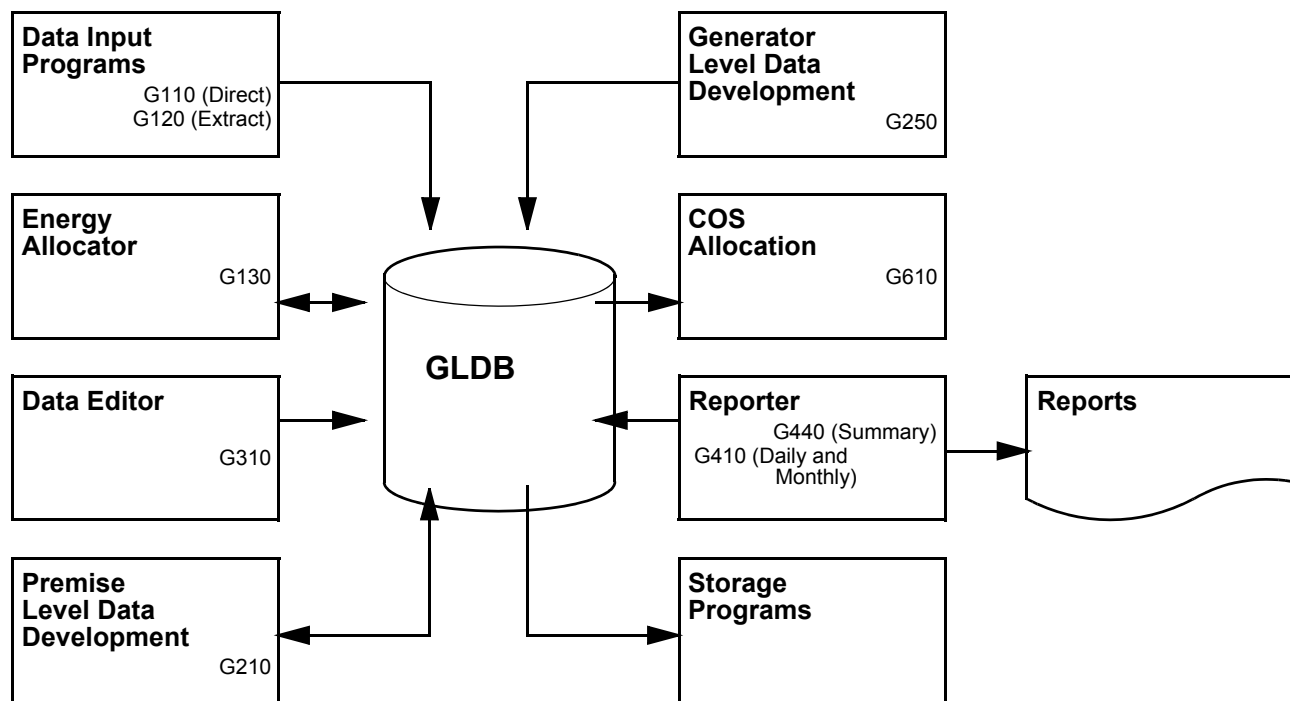 Data Input
Programs
G110 (Direct)
G120 (Extract)
Generator
Level Data
Development
G250
Energy
Allocator
G130
COS
Allocation
G610
GLDB
Data Editor
G310
Reporter
G440 (Summary)
G410 (Daily and
Monthly)
Reports
Premise
Level Data
Development
G210
Storage
Programs